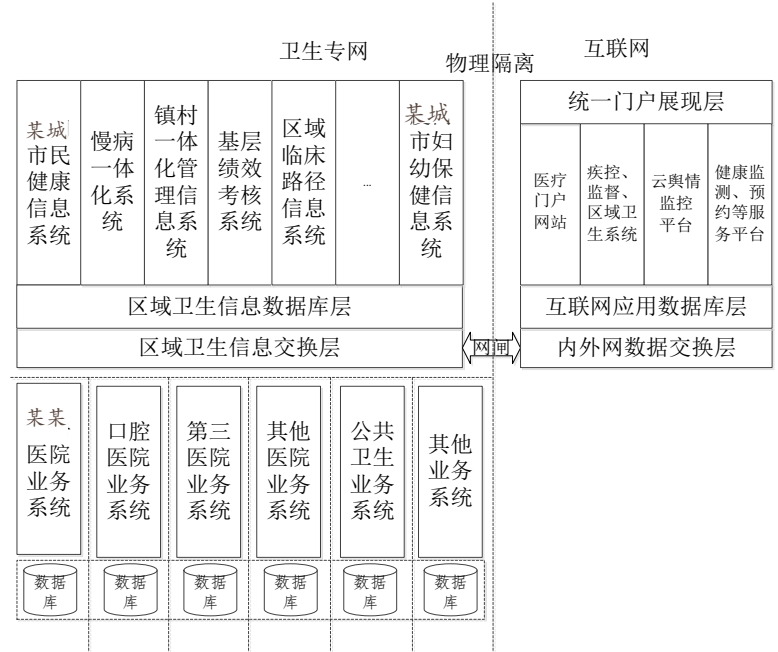 卫生专网
物理隔离
互联网
某城
市民
健康
信息
系统
慢病
一体
化系
统
镇村
一体
化管
理信
息系
统
基层
绩效
考核
系统
区域
临床
路径
信息
系统
...
某城
市妇
幼保
健信
息系
统
区域卫生信息数据库层
区域卫生信息交换层
网闸
统一门户展现层
医疗
门户
网站
疾控、
监督、
区域卫
生系统
云舆情
监控
平台
健康监
测、预
约等服
务平台
互联网应用数据库层
内外网数据交换层
某某
医院
业务
系统
口腔
医院
业务
系统
第三
医院
业务
系统
其他
医院
业务
系统
公共
卫生
业务
系统
其他
业务
系统
数据
库
数据
库
数据
库
数据
库
数据
库
数据
库